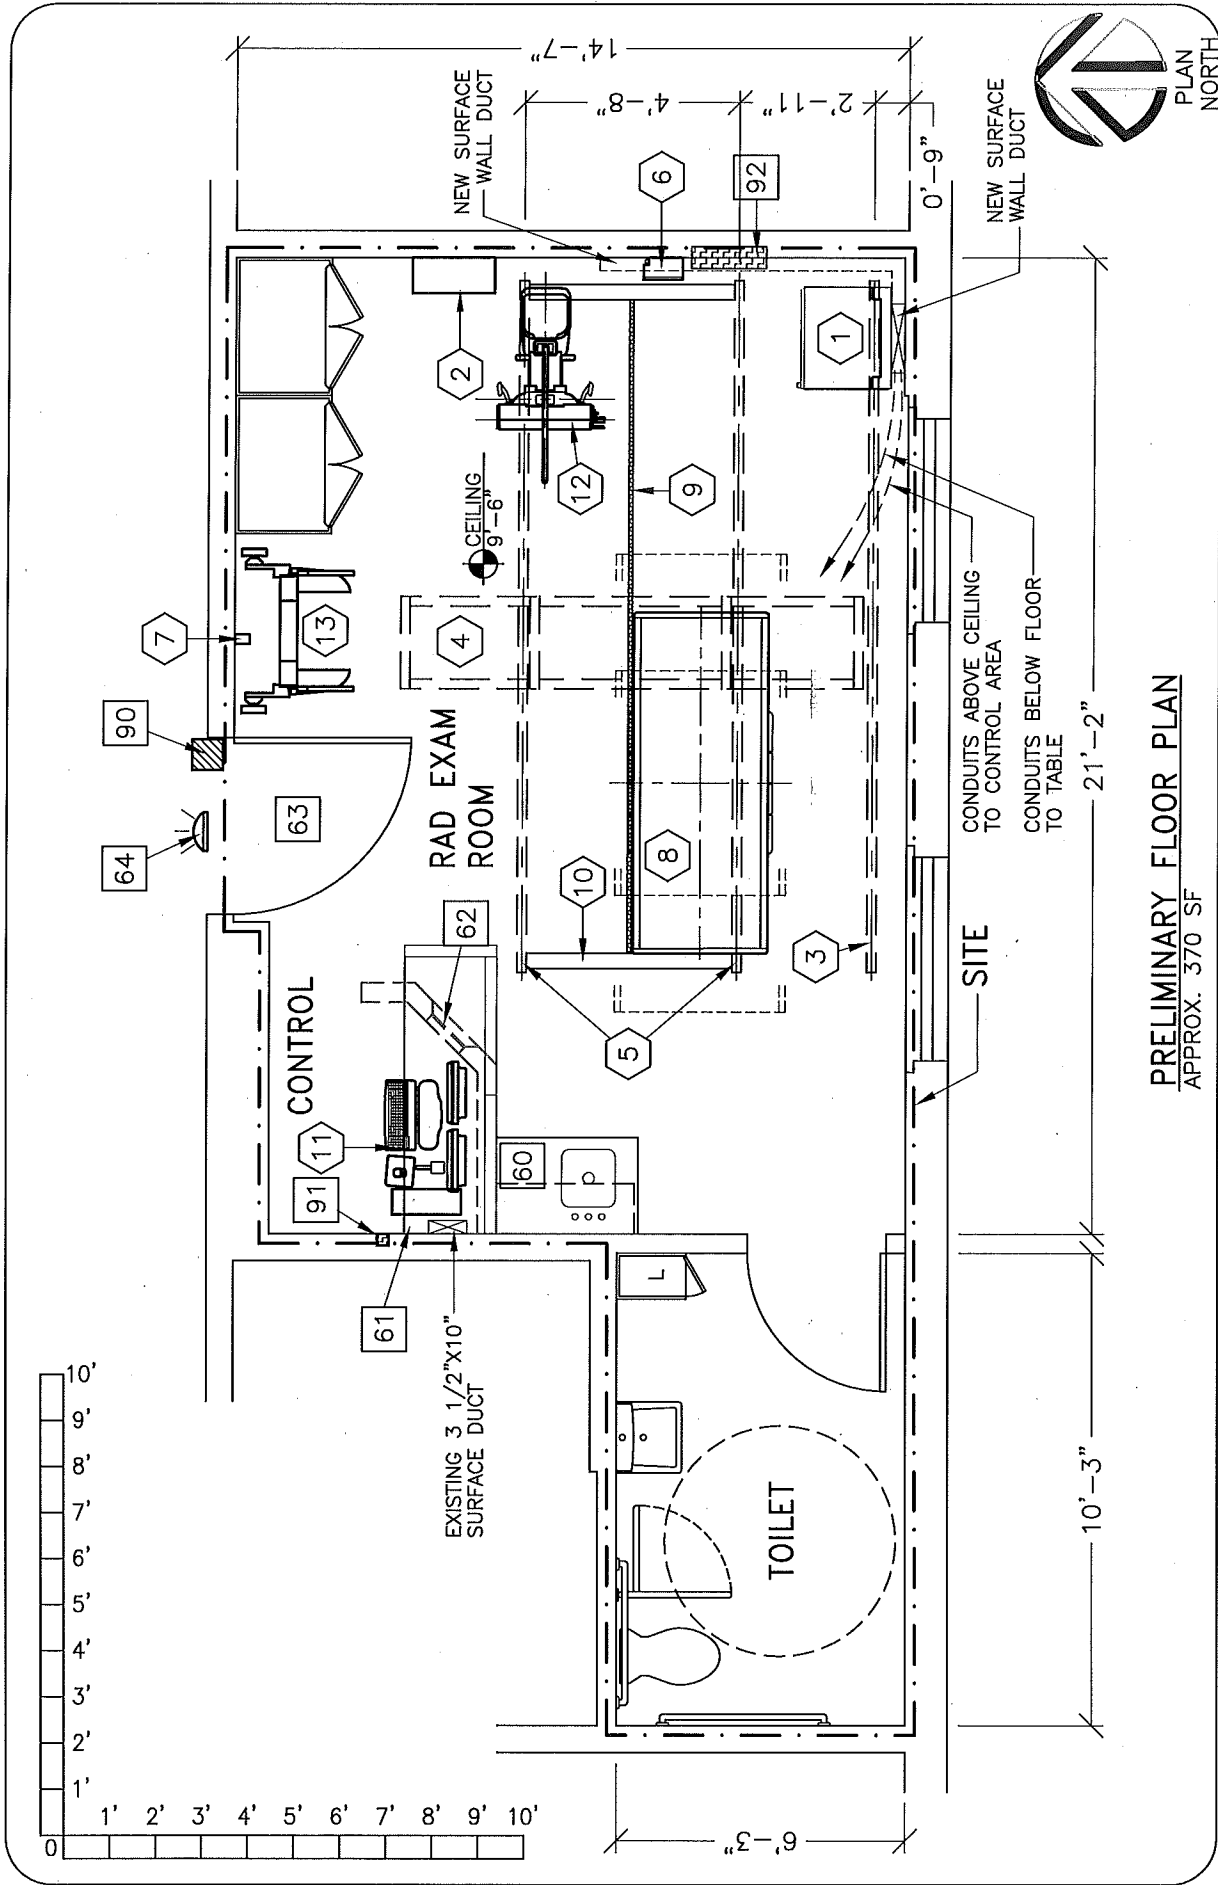 10'
9'
8'
7'
6'
5'
4'
3'
2'
1'
0
1'
2'
3'
4'
5'
6'
7'
8'
9'
10'
64
90
7
63
13
CONTROL
RAD EXAM
ROOM
CEILING
9'-6"
2
NEW SURFACE
WALL DUCT
14'-7"
4'-8"
2'-11"
0'-9"
6
92
91
11
62
61
EXISTING 3 1/2"X10"
SURFACE DUCT
60
10
5
4
12
9
8
3
1
L
TOILET
SITE
CONDUITS ABOVE CEILING
TO CONTROL AREA
CONDUITS BELOW FLOOR
TO TABLE
NEW SURFACE
WALL DUCT
6'-3"
10'-3"
21'-2"
PRELIMINARY FLOOR PLAN
APPROX. 370 SF
PLAN
NORTH